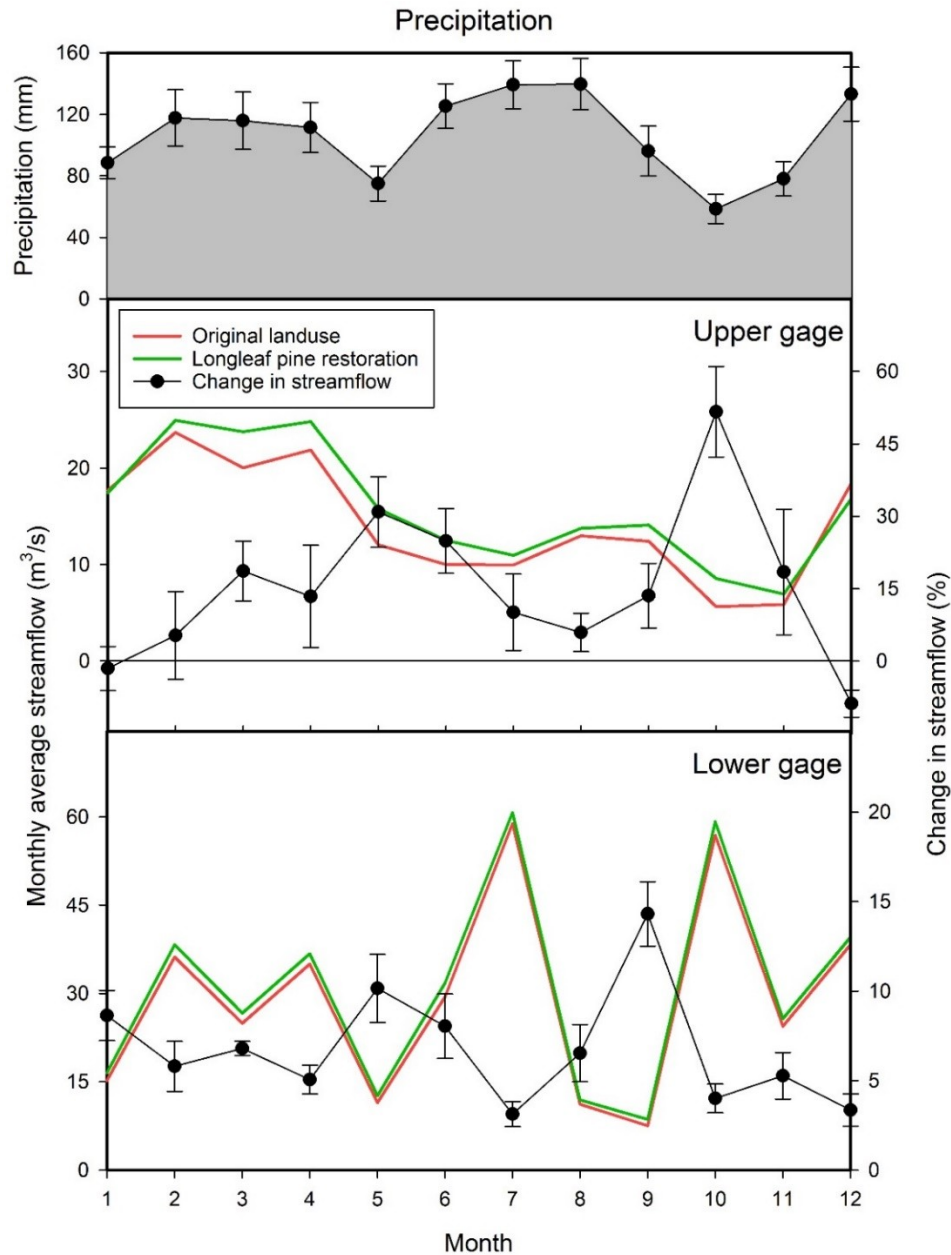 Precipitation
Precipitation (mm)
160
120
80
40
0
Original landuse
Longleaf pine restoration
Change in streamflow
Upper gage
30
20
10
0
60
45
30
15
0
Monthly average streamflow (m³/s)
Change in streamflow (%)
Lower gage
60
45
30
15
0
20
15
10
5
0
1 2 3 4 5 6 7 8 9 10 11 12
Month